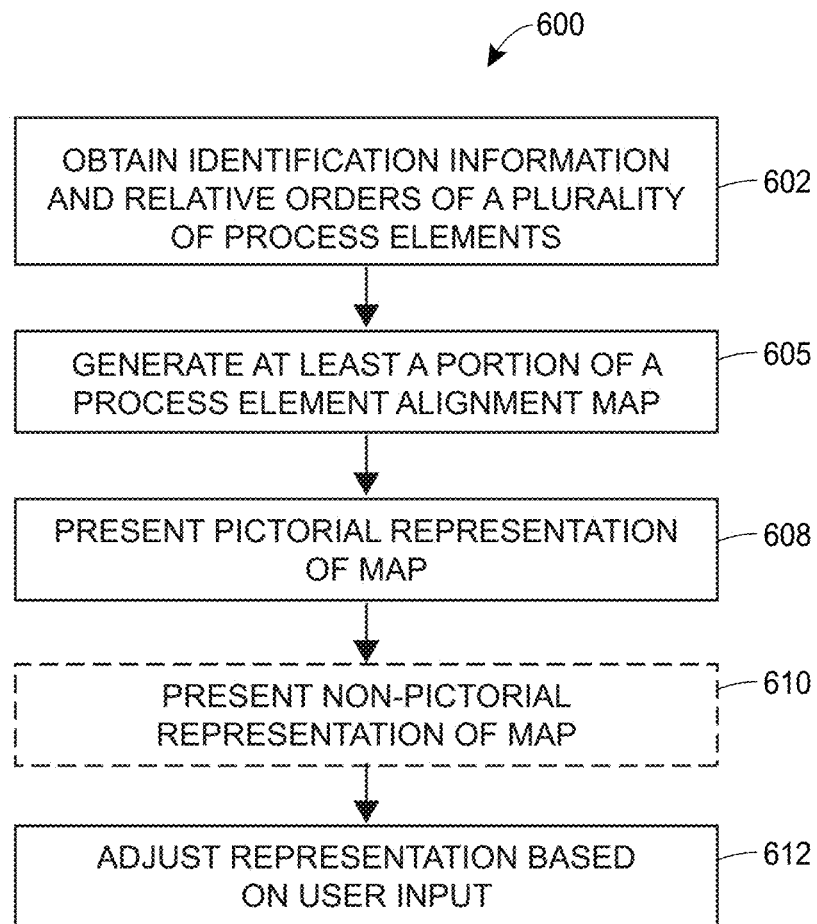 600
OBTAIN IDENTIFICATION INFORMATION
AND RELATIVE ORDERS OF A PLURALITY
OF PROCESS ELEMENTS
602
GENERATE AT LEAST A PORTION OF A
PROCESS ELEMENT ALIGNMENT MAP
605
PRESENT PICTORIAL REPRESENTATION
OF MAP
608
PRESENT NON-PICTORIAL
REPRESENTATION OF MAP
610
ADJUST REPRESENTATION BASED
ON USER INPUT
612